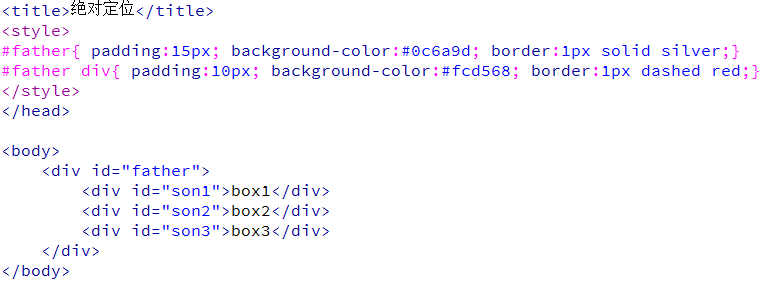 <title>绝对定位</title>
<style>
#father{ padding:15px; background-color:#0c6a9d; border:1px solid silver;}
#father div{ padding:10px; background-color:#fcd568; border:1px dashed red;}
</style>
</head>
<body>
<div id="father">
<div id="son1">box1</div>
<div id="son2">box2</div>
<div id="son3">box3</div>
</div>
</body>